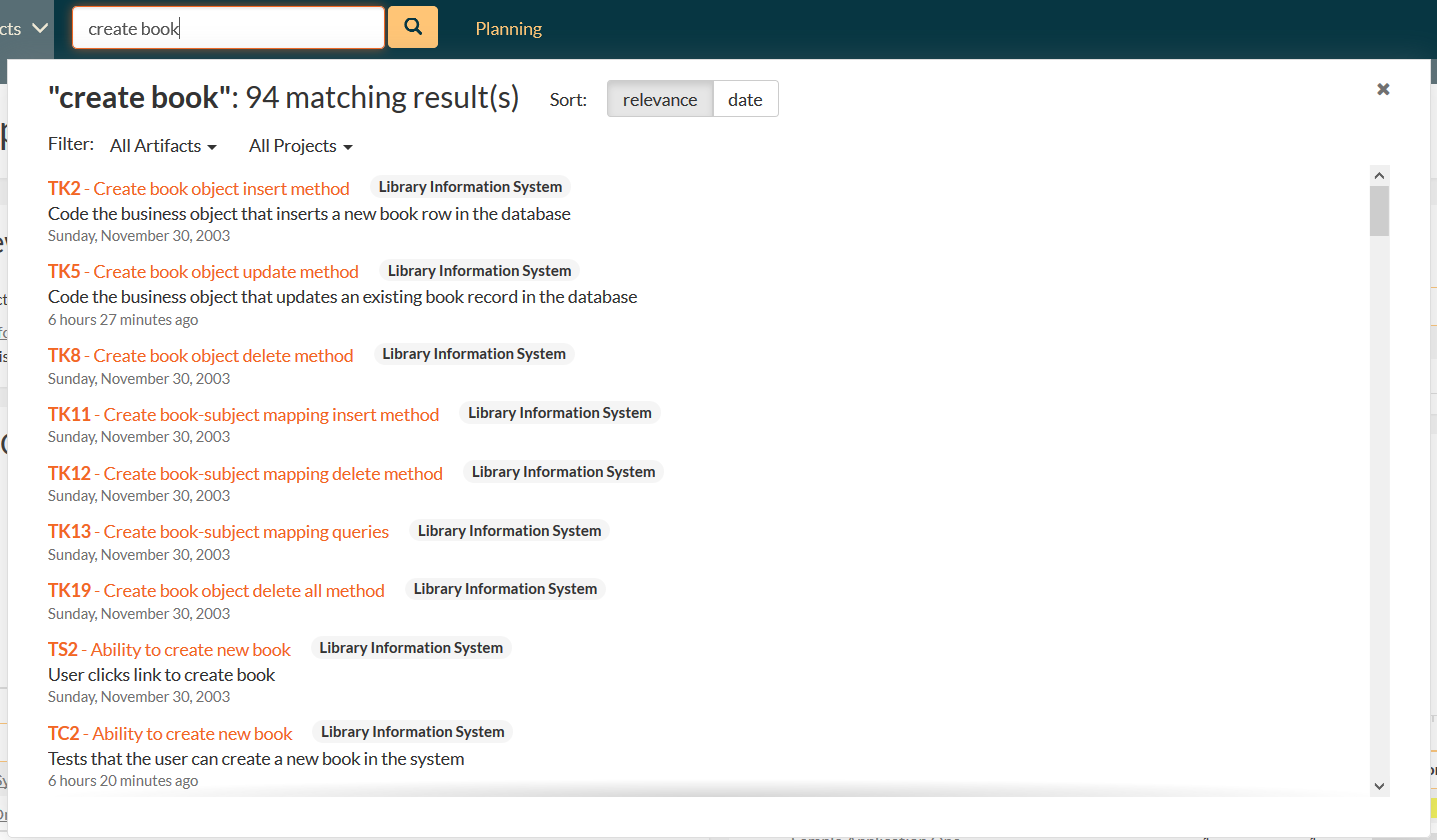 cts
create book
Planning
"create book": 94 matching result(s)
Sort:
relevance
date
Filter:
All Artifacts
All Projects
TK2 - Create book object insert method
Library Information System
Code the business object that inserts a new book row in the database
Sunday, November 30, 2003
TK5 - Create book object update method
Library Information System
Code the business object that updates an existing book record in the database
6 hours 27 minutes ago
TK8 - Create book object delete method
Library Information System
Sunday, November 30, 2003
TK11 - Create book-subject mapping insert method
Library Information System
Sunday, November 30, 2003
TK12 - Create book-subject mapping delete method
Library Information System
Sunday, November 30, 2003
TK13 - Create book-subject mapping queries
Library Information System
Sunday, November 30, 2003
TK19 - Create book object delete all method
Library Information System
Sunday, November 30, 2003
TS2 - Ability to create new book
Library Information System
User clicks link to create book
Sunday, November 30, 2003
TC2 - Ability to create new book
Library Information System
Tests that the user can create a new book in the system
6 hours 20 minutes ago